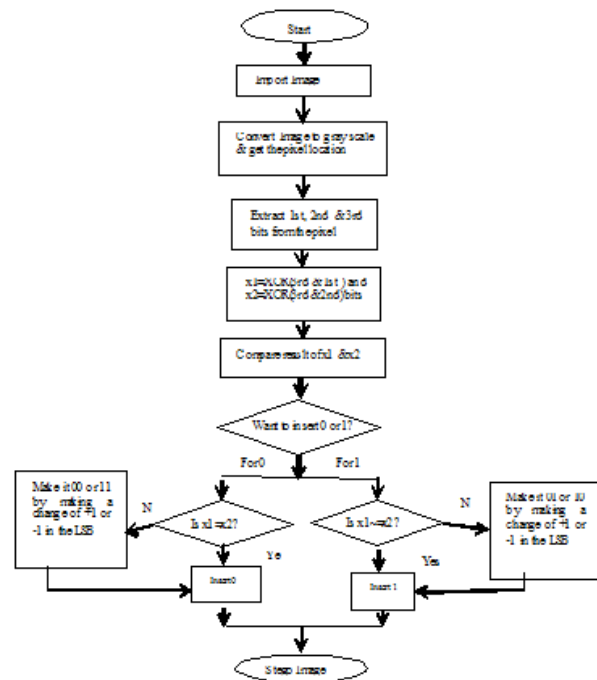 Start
Import Image
Convert Image to gray scale
& get the pixel location
Extract 1st, 2nd & 3rd
bits from the pixel
x1=XOR(3rd & 1st ) and
x2=XOR(3rd & 2nd) bits
Compare result of x1 & x2
Want to insert 0 or 1?
For 0
For 1
Make it 00 or 11
by making a
change of +1 or
-1 in the LSB
N
Is x1==x2?
Is x1~=x2?
N
Make it 01 or 10
by making a
change of +1 or
-1 in the LSB
Ye
Yes
Insert 0
Insert 1
Stego Image